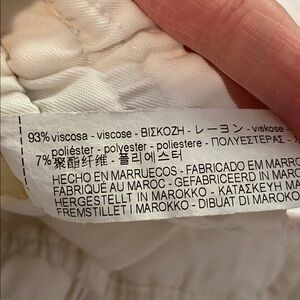 93% viscosa - viscose - ΒΙΣΚΟΖΗ - レーヨン - viskose -
poliéster - polyester - poliestere - ΠΟΛΥΕΣΤΕΡΑΣ -
7% 聚酯纤维 - 폴리에스터
HECHO EN MARRUECOS - FABRICADO EM MARRO
FABRIQUÉ AU MAROC - GEFABRICEERD IN MARO
HERGESTELLT IN MAROKKO - ΚΑΤΑΣΚΕΥΗ ΜΑ
FREMSTILLET I MAROKKO - DIBUAT DI MAROKO